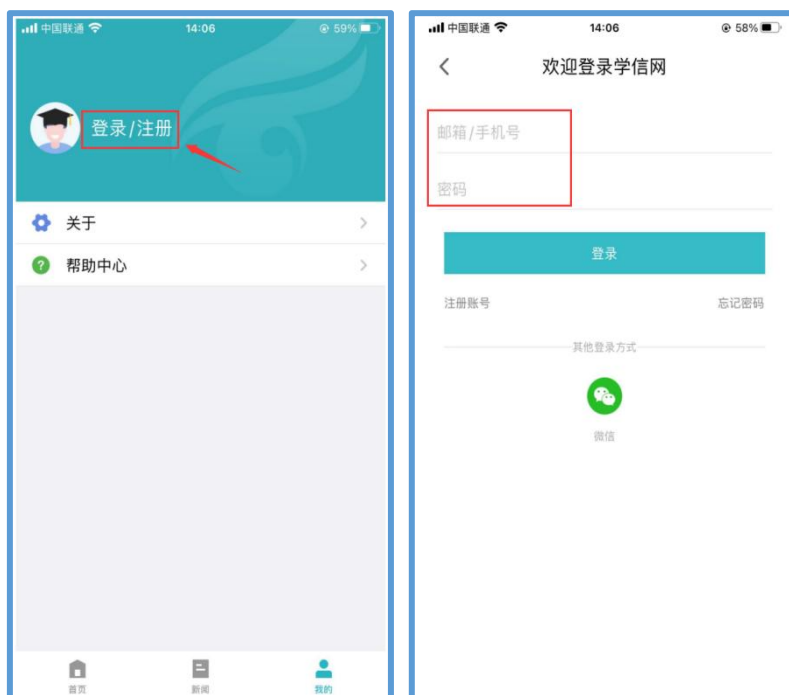 中国联通
14:06
59%
登录/注册
关于
帮助中心
首页
新闻
我的
中国联通
14:06
58%
欢迎登录学信网
邮箱/手机号
密码
登录
注册账号
忘记密码
其他登录方式
微信